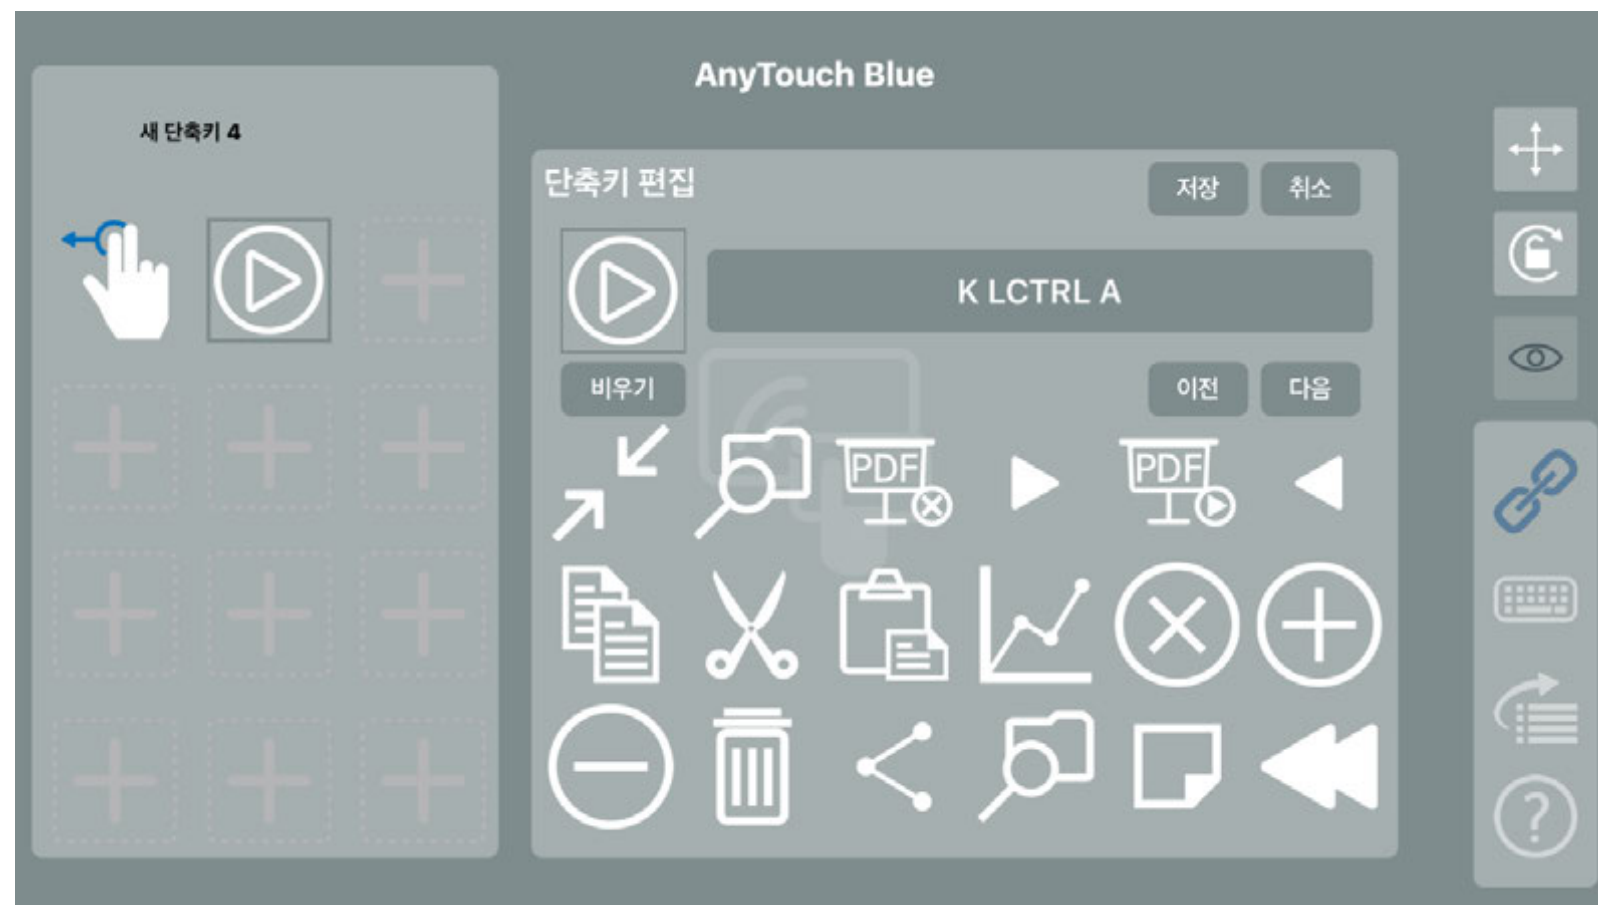 AnyTouch Blue
새 단축키 4
단축키 편집
저장
취소
K LCTRL A
비우기
이전
다음
PDF
PDF
?